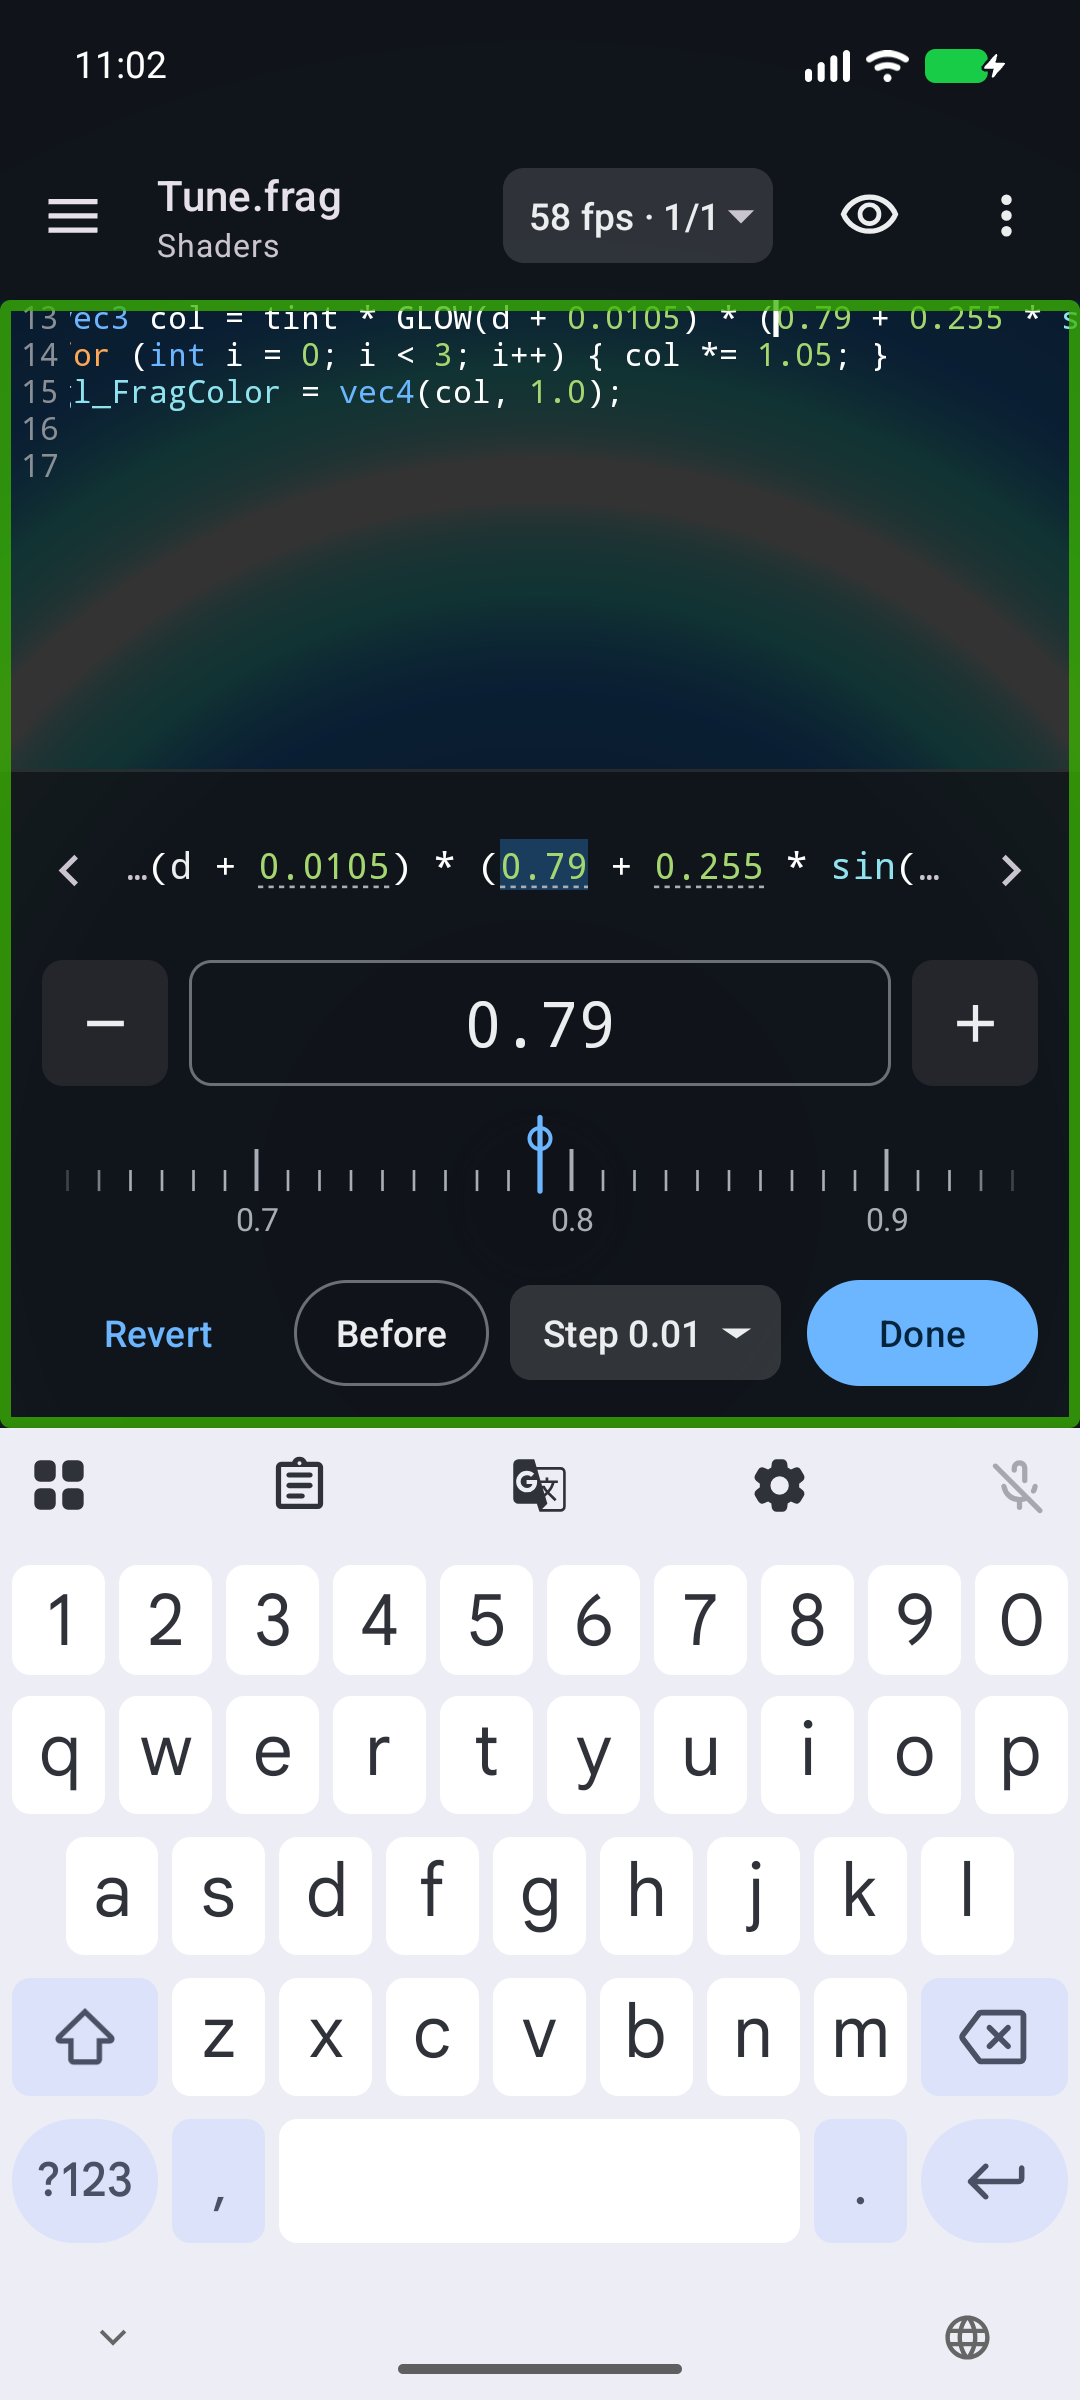 11:02
Tune.frag
Shaders
58 fps · 1/1
13 vec3 col = tint * GLOW(d + 0.0105) * (0.79 + 0.255 * s
14 or (int i = 0; i < 3; i++) { col *= 1.05; }
15 gl_FragColor = vec4(col, 1.0);
16
17
…(d + 0.0105) * (0.79 + 0.255 * sin(…
0.79
0.7 0.8 0.9
Revert Before Step 0.01 Done
1 2 3 4 5 6 7 8 9 0
q w e r t y u i o p
a s d f g h j k l
z x c v b n m
?123 , .